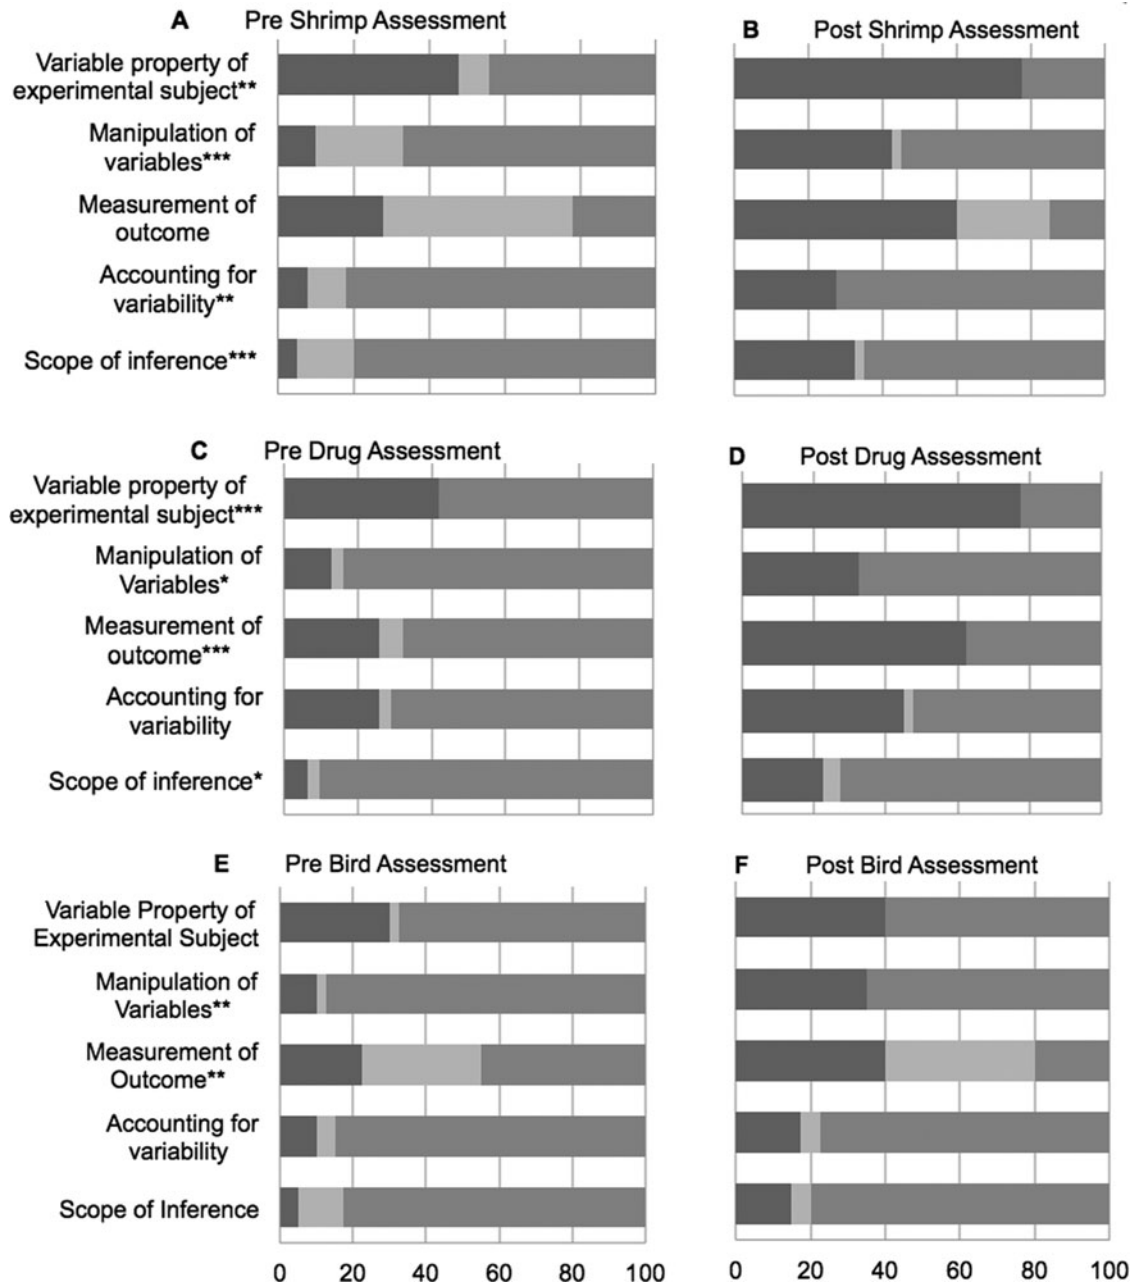 A Pre Shrimp Assessment
Variable property of
experimental subject**
Manipulation of
variables***
Measurement of
outcome
Accounting for
variability**
Scope of inference***
B Post Shrimp Assessment
C Pre Drug Assessment
Variable property of
experimental subject***
Manipulation of
Variables*
Measurement of
outcome***
Accounting for
variability
Scope of inference*
D Post Drug Assessment
E Pre Bird Assessment
Variable Property of
Experimental Subject
Manipulation of
Variables**
Measurement of
Outcome**
Accounting for
variability
Scope of Inference
0 20 40 60 80 100
F Post Bird Assessment
0 20 40 60 80 100